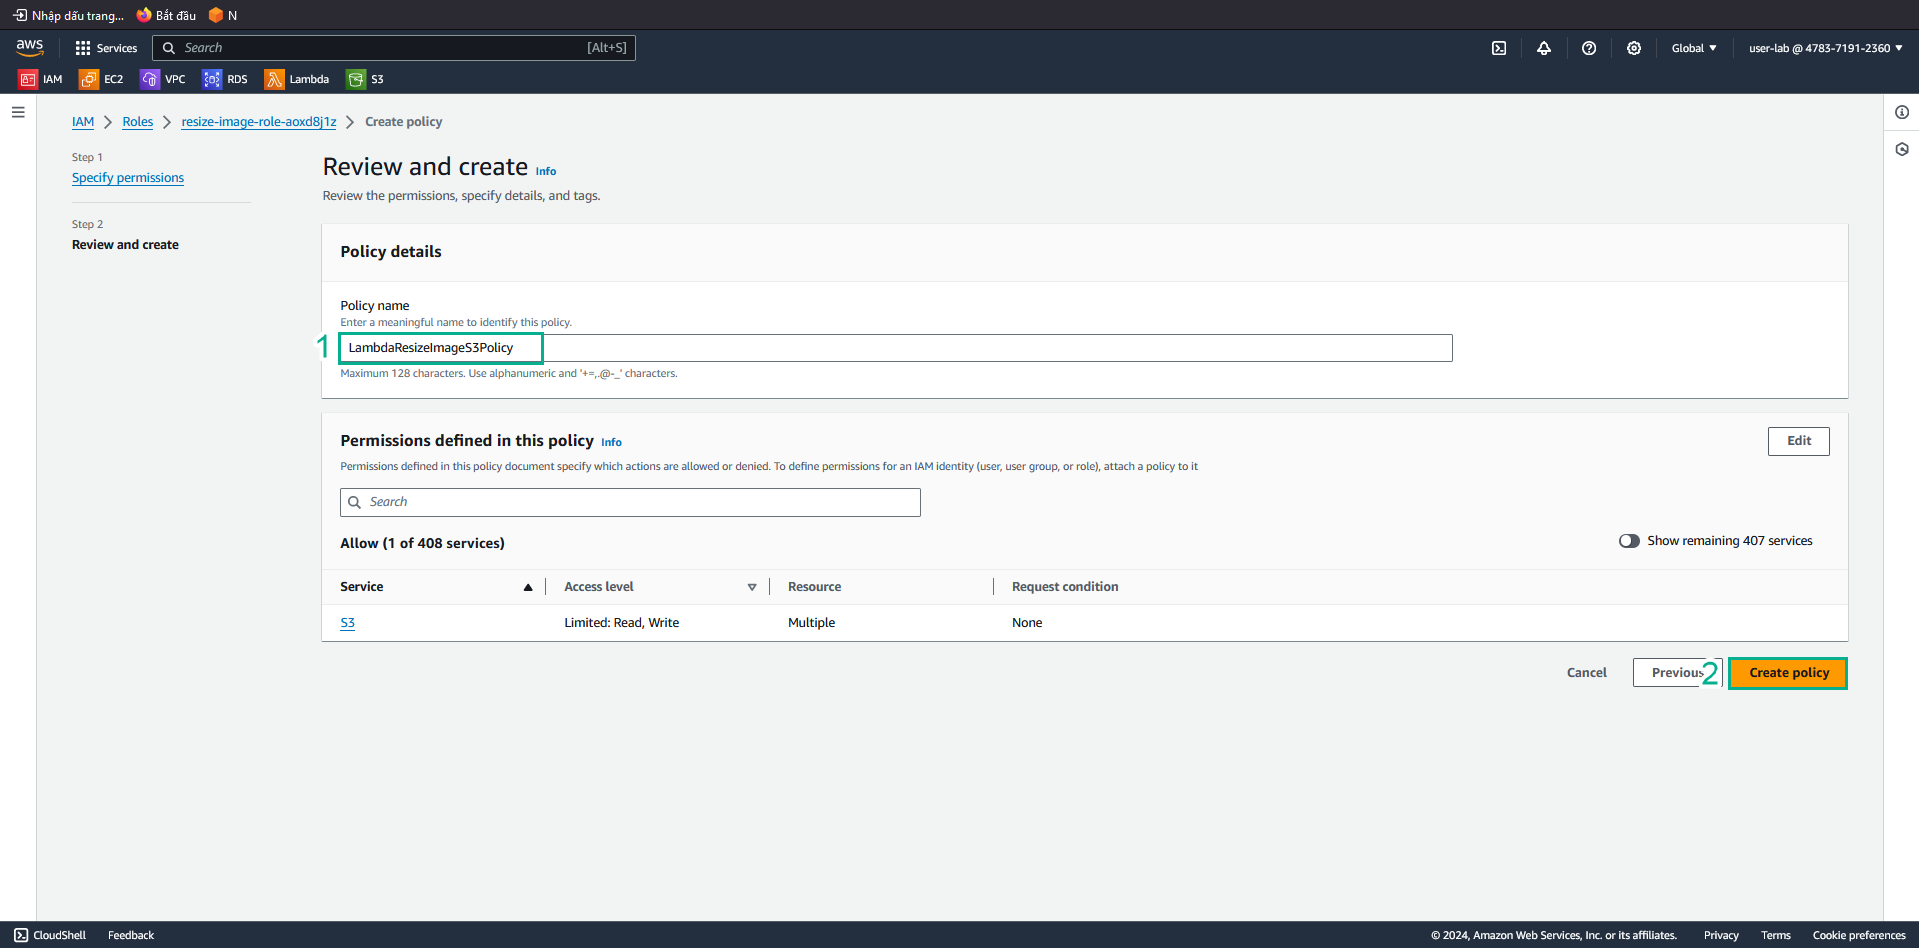 Nhập dấu trang... Bắt đầu N
aws Services Search [Alt+S] Global user-lab @ 4783-7191-2360
IAM EC2 VPC RDS Lambda S3
IAM Roles resize-image-role-aoxd8j1z Create policy
Step 1
Specify permissions
Step 2
Review and create
Review and create Info
Review the permissions, specify details, and tags.
Policy details
Policy name
Enter a meaningful name to identify this policy.
1 LambdaResizeImageS3Policy
Maximum 128 characters. Use alphanumeric and '+=,.@-_' characters.
Permissions defined in this policy Info Edit
Permissions defined in this policy document specify which actions are allowed or denied. To define permissions for an IAM identity (user, user group, or role), attach a policy to it
Search
Allow (1 of 408 services) Show remaining 407 services
Service Access level Resource Request condition
S3 Limited: Read, Write Multiple None
Cancel Previous 2 Create policy
CloudShell Feedback © 2024, Amazon Web Services, Inc. or its affiliates. Privacy Terms Cookie preferences